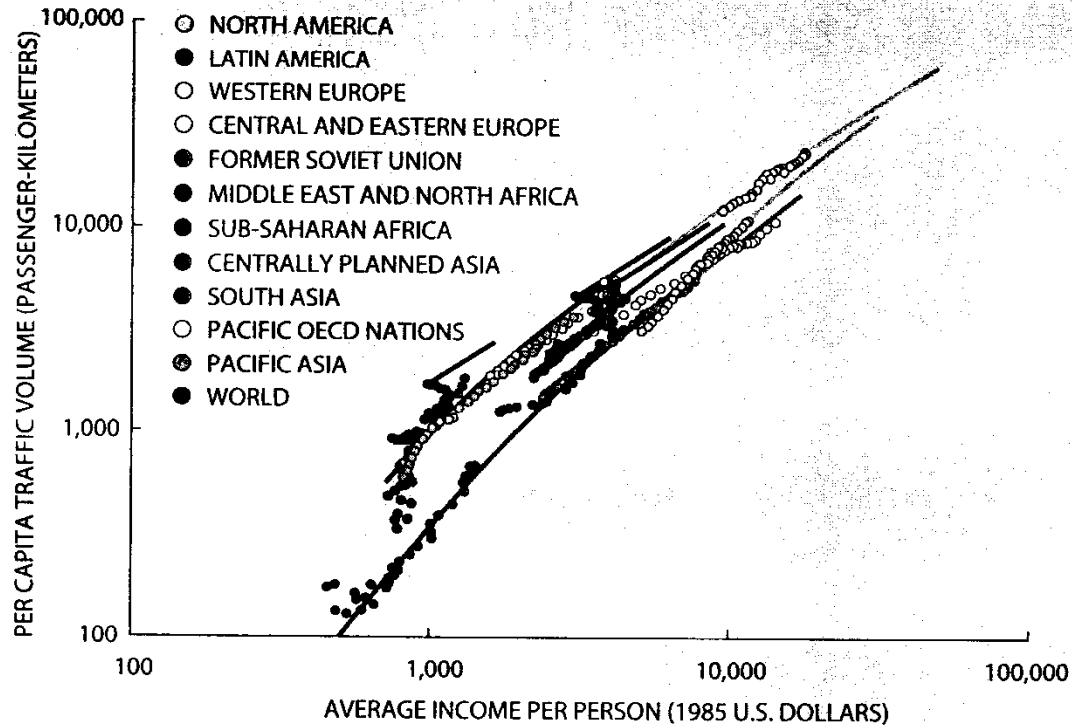 PER CAPITA TRAFFIC VOLUME (PASSENGER-KILOMETERS)
100,000
10,000
1,000
100
NORTH AMERICA
LATIN AMERICA
WESTERN EUROPE
CENTRAL AND EASTERN EUROPE
FORMER SOVIET UNION
MIDDLE EAST AND NORTH AFRICA
SUB-SAHARAN AFRICA
CENTRALLY PLANNED ASIA
SOUTH ASIA
PACIFIC OECD NATIONS
PACIFIC ASIA
WORLD
100
1,000
10,000
100,000
AVERAGE INCOME PER PERSON (1985 U.S. DOLLARS)